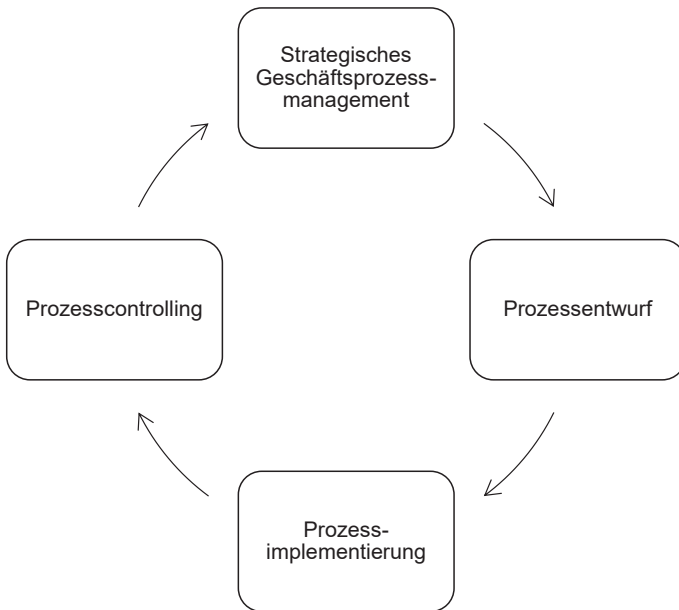 Strategisches
Geschäftsprozess-
management
Prozesscontrolling
Prozessentwurf
Prozess-
implementierung